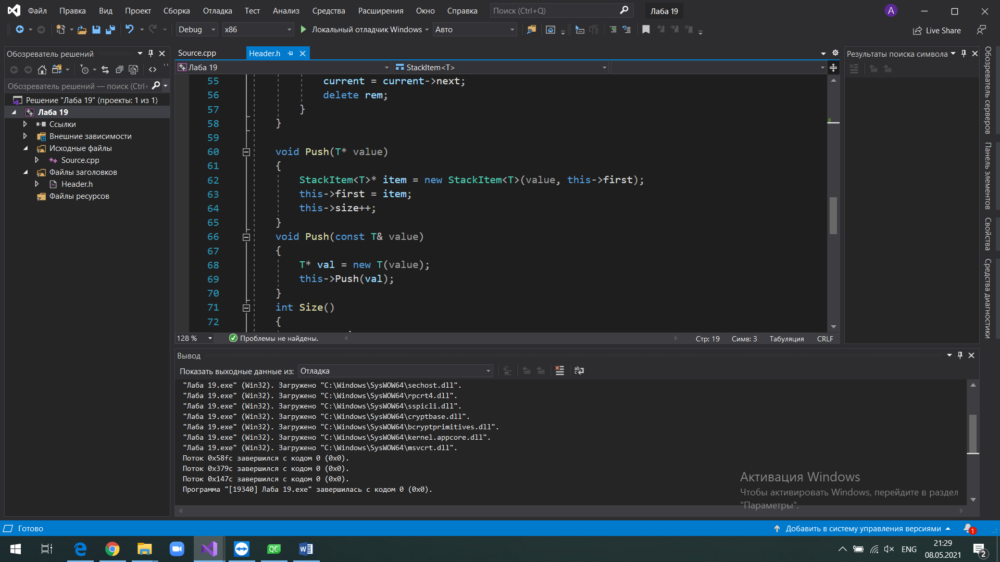 Файл Правка Вид Проект Сборка Отладка Тест Анализ Средства Расширения Окно Справка Поиск (Ctrl+Q) Лаба 19 A
Debug x86 Локальный отладчик Windows Авто Live Share
Обозреватель решений
Обозреватель решений — поиск (Ctrl+
Решение "Лаба 19" (проекты: 1 из 1)
Лаба 19
Ссылки
Внешние зависимости
Исходные файлы
Source.cpp
Файлы заголовков
Header.h
Файлы ресурсов
Source.cpp Header.h
Лаба 19 StackItem<T>
55 current = current->next;
56 delete rem;
57 }
58 }
59
60 void Push(T* value)
61 {
62 StackItem<T>* item = new StackItem<T>(value, this->first);
63 this->first = item;
64 this->size++;
65 }
66 void Push(const T& value)
67 {
68 T* val = new T(value);
69 this->Push(val);
70 }
71 int Size()
72 {
128 % Проблемы не найдены. Стр: 19 Симв: 3 Табуляция CRLF
Результаты поиска символа
Обозреватель серверов
Панель элементов
Свойства
Средства диагностики
Вывод
Показать выходные данные из: Отладка
"Лаба 19.exe" (Win32). Загружено "C:\Windows\SysWOW64\sechost.dll".
"Лаба 19.exe" (Win32). Загружено "C:\Windows\SysWOW64\rpcrt4.dll".
"Лаба 19.exe" (Win32). Загружено "C:\Windows\SysWOW64\sspicli.dll".
"Лаба 19.exe" (Win32). Загружено "C:\Windows\SysWOW64\cryptbase.dll".
"Лаба 19.exe" (Win32). Загружено "C:\Windows\SysWOW64\bcryptprimitives.dll".
"Лаба 19.exe" (Win32). Загружено "C:\Windows\SysWOW64\kernel.appcore.dll".
"Лаба 19.exe" (Win32). Загружено "C:\Windows\SysWOW64\msvcrt.dll".
Поток 0x58fc завершился с кодом 0 (0x0).
Поток 0x379c завершился с кодом 0 (0x0).
Поток 0x147c завершился с кодом 0 (0x0).
Программа "[19340] Лаба 19.exe" завершилась с кодом 0 (0x0).
Активация Windows
Чтобы активировать Windows, перейдите в раздел
"Параметры".
Готово Добавить в систему управления версиями 1
QC ENG 21:29
08.05.2021 2